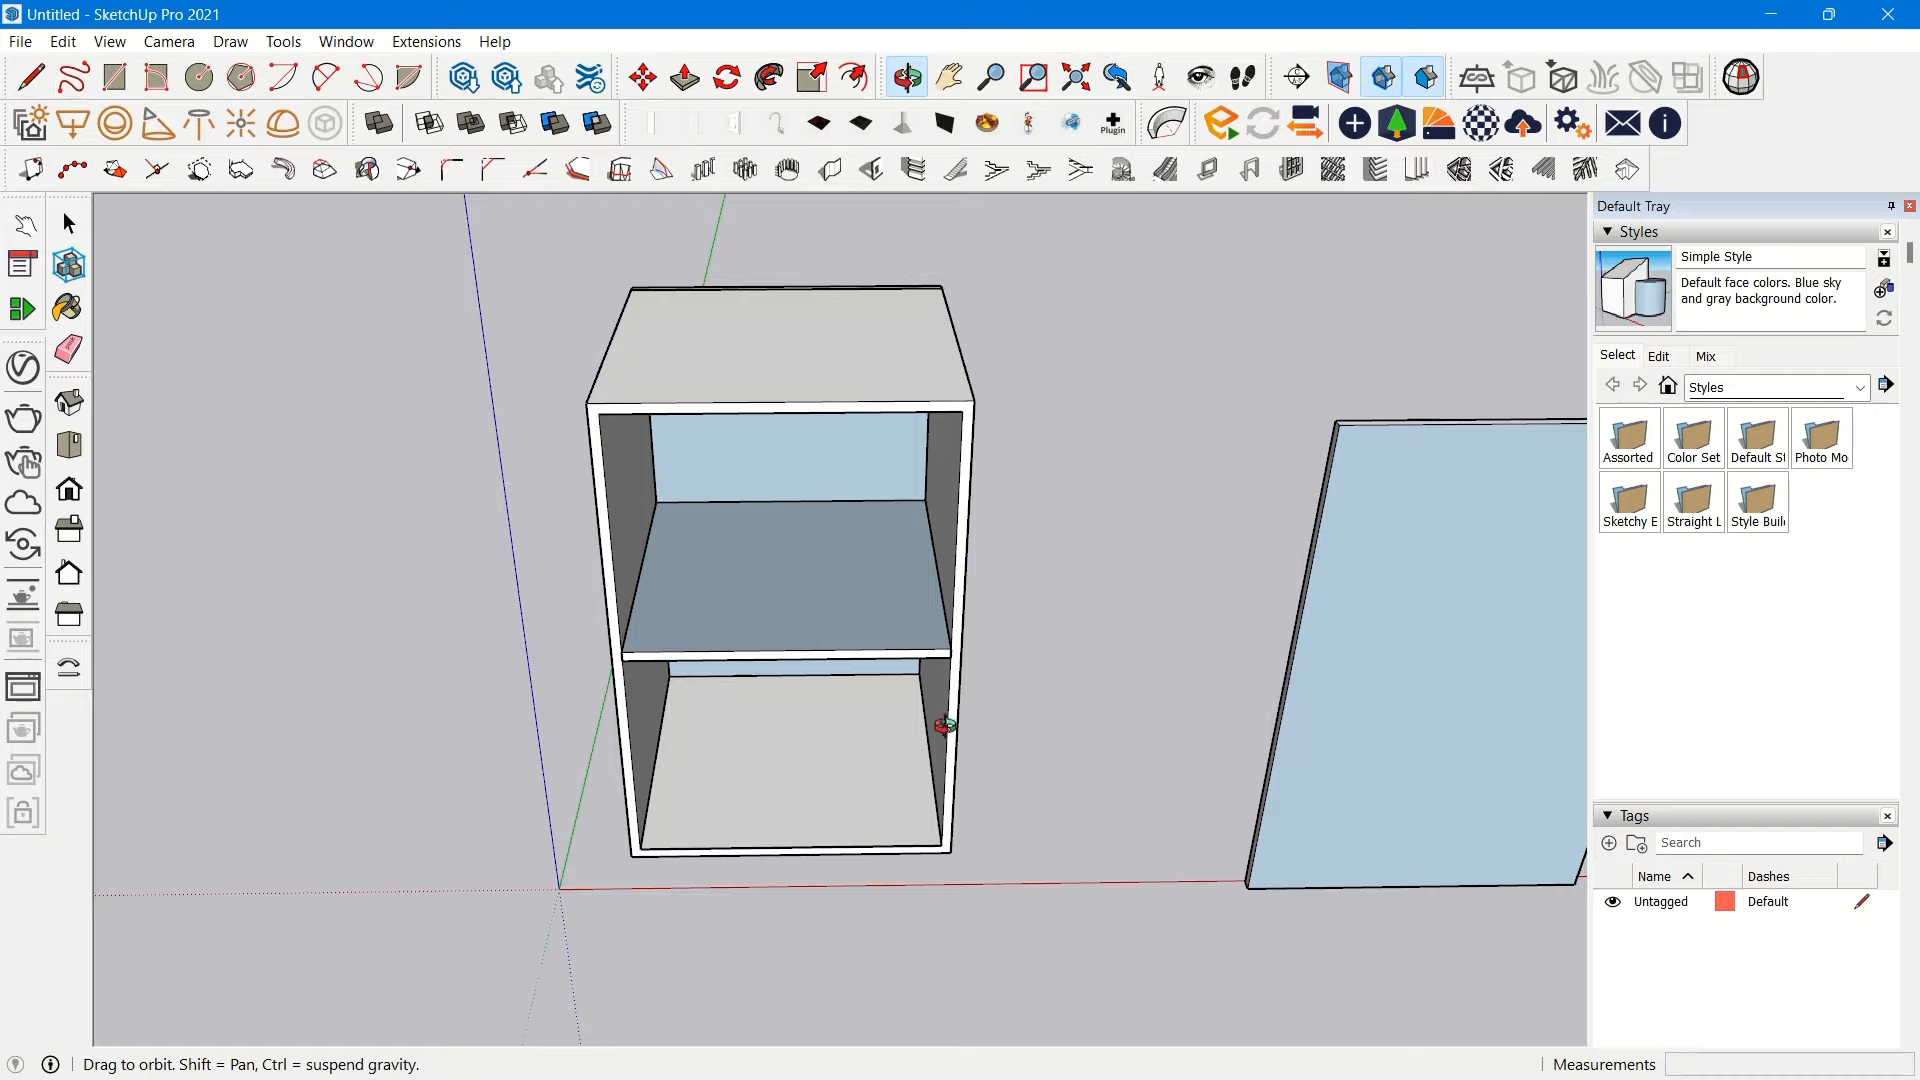 Untitled - SketchUp Pro 2021
File Edit View Camera Draw Tools Window Extensions Help
Plugin
Default Tray
Styles
Simple Style
Default face colors. Blue sky
and gray background color.
Select Edit Mix
Styles
Assorted Color Set Default St Photo Mo
Sketchy E Straight L Style Buil
Tags
Search
Name Dashes
Untagged Default
Drag to orbit. Shift = Pan, Ctrl = suspend gravity.
Measurements